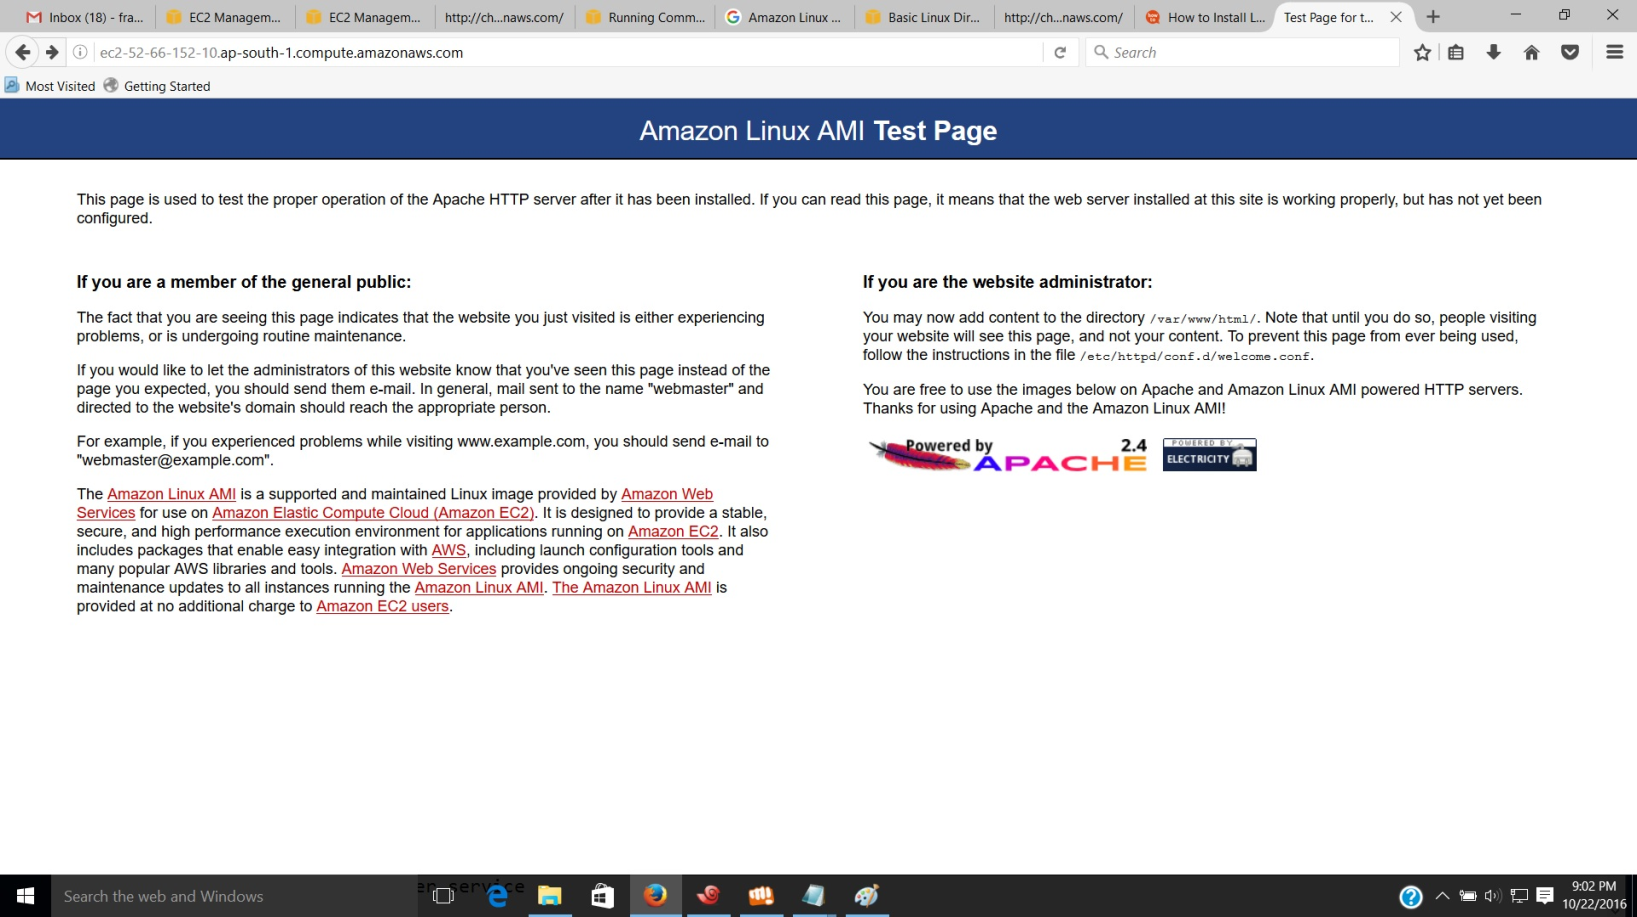 Inbox (18) - fra...
EC2 Managem...
EC2 Managem...
http://ch...naws.com/
Running Comm...
Amazon Linux ...
Basic Linux Dir...
http://ch...naws.com/
How to Install L...
Test Page for t...
ec2-52-66-152-10.ap-south-1.compute.amazonaws.com
Search
Most Visited
Getting Started
Amazon Linux AMI Test Page
This page is used to test the proper operation of the Apache HTTP server after it has been installed. If you can read this page, it means that the web server installed at this site is working properly, but has not yet been
configured.
If you are a member of the general public:
The fact that you are seeing this page indicates that the website you just visited is either experiencing
problems, or is undergoing routine maintenance.
If you would like to let the administrators of this website know that you've seen this page instead of the
page you expected, you should send them e-mail. In general, mail sent to the name "webmaster" and
directed to the website's domain should reach the appropriate person.
For example, if you experienced problems while visiting www.example.com, you should send e-mail to
"webmaster@example.com".
The Amazon Linux AMI is a supported and maintained Linux image provided by Amazon Web
Services for use on Amazon Elastic Compute Cloud (Amazon EC2). It is designed to provide a stable,
secure, and high performance execution environment for applications running on Amazon EC2. It also
includes packages that enable easy integration with AWS, including launch configuration tools and
many popular AWS libraries and tools. Amazon Web Services provides ongoing security and
maintenance updates to all instances running the Amazon Linux AMI. The Amazon Linux AMI is
provided at no additional charge to Amazon EC2 users.
If you are the website administrator:
You may now add content to the directory /var/www/html/. Note that until you do so, people visiting
your website will see this page, and not your content. To prevent this page from ever being used,
follow the instructions in the file /etc/httpd/conf.d/welcome.conf.
You are free to use the images below on Apache and Amazon Linux AMI powered HTTP servers.
Thanks for using Apache and the Amazon Linux AMI!
Powered by 2.4
APACHE
POWERED BY
ELECTRICITY
Search the web and Windows
service
9:02 PM
10/22/2016